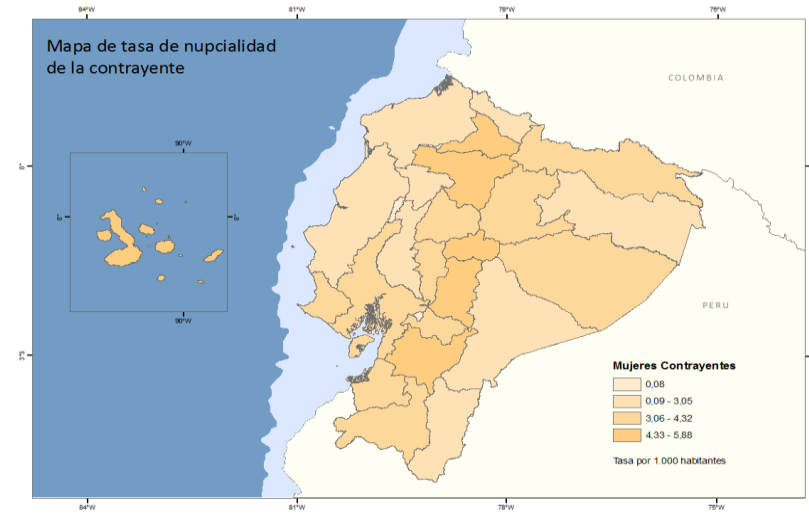 84°W 81°W 78°W 75°W
Mapa de tasa de nupcialidad
de la contrayente
COLOMBIA
90°W
0° 0°
0°
90°W
PERU
3°S
Mujeres Contrayentes
0,08
0,09 - 3,05
3,06 - 4,32
4,33 - 5,88
Tasa por 1.000 habitantes
84°W 81°W 78°W 75°W